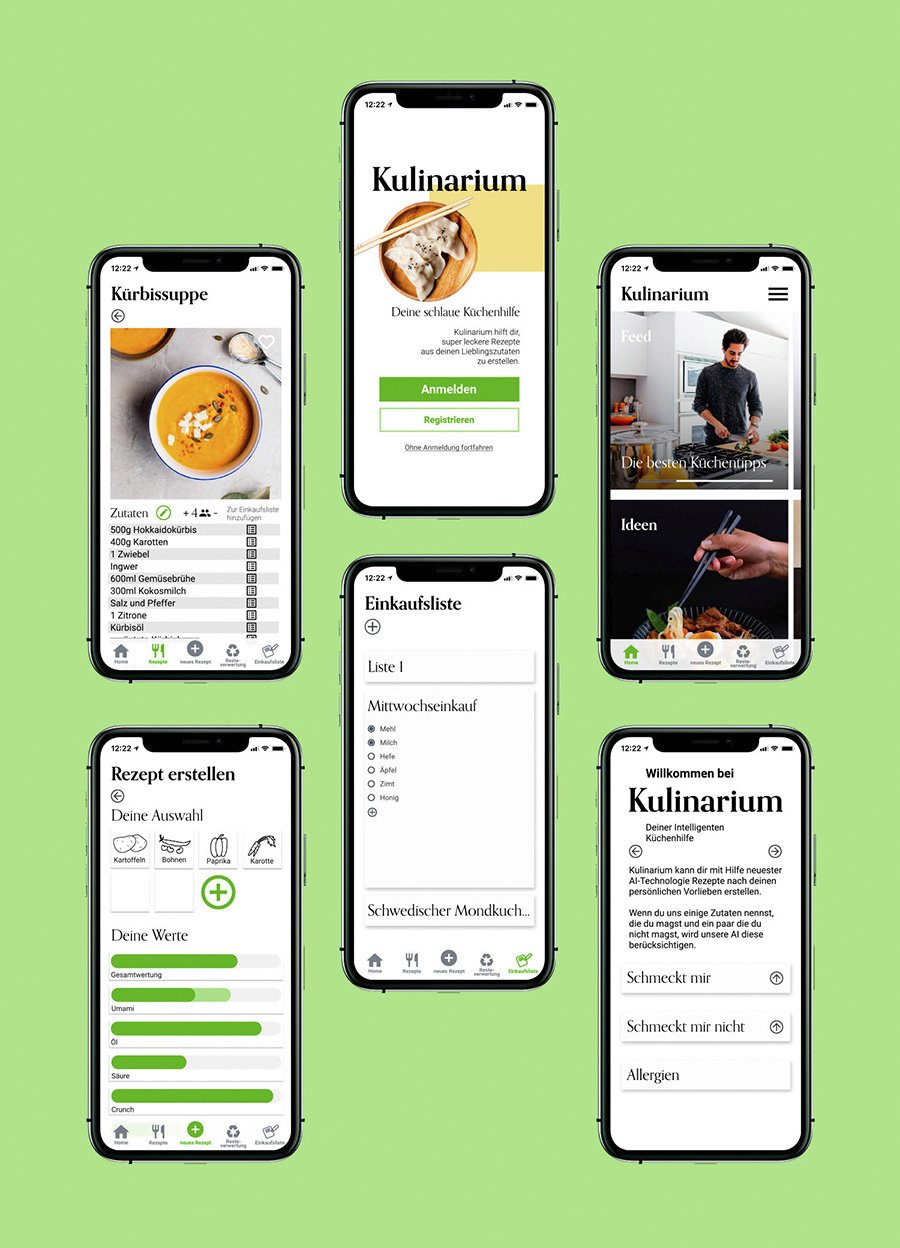 12:22
Kulinarium
Deine schlaue Küchenhilfe
Kulinarium hilft dir,
super leckere Rezepte
aus deinen Lieblingszutaten
zu erstellen.
Anmelden
Registrieren
Ohne Anmeldung fortfahren
12:22
Kürbissuppe
Zutaten
+ 4 -
Zur Einkaufsliste
hinzufügen
500g Hokkaidokürbis
400g Karotten
1 Zwiebel
Ingwer
600ml Gemüsebrühe
300ml Kokosmilch
Salz und Pfeffer
1 Zitrone
Kürbisöl
Home
Rezepte
neues Rezept
Reste-
verwertung
Einkaufsliste
12:22
Kulinarium
Feed
Die besten Küchentipps
Ideen
Home
Rezepte
neues Rezept
Reste-
verwertung
Einkaufsliste
12:22
Einkaufsliste
Liste 1
Mittwochseinkauf
Mehl
Milch
Hefe
Äpfel
Zimt
Honig
Schwedischer Mondkuch...
Home
Rezepte
neues Rezept
Reste-
verwertung
Einkaufsliste
12:22
Rezept erstellen
Deine Auswahl
Kartoffeln
Bohnen
Paprika
Karotte
Deine Werte
Gesamtwertung
Umami
Öl
Säure
Crunch
Home
Rezepte
neues Rezept
Reste-
verwertung
Einkaufsliste
12:22
Willkommen bei
Kulinarium
Deiner Intelligenten
Küchenhilfe
Kulinarium kann dir mit Hilfe neuester
AI-Technologie Rezepte nach deinen
persönlichen Vorlieben erstellen.
Wenn du uns einige Zutaten nennst,
die du magst und ein paar die du
nicht magst, wird unsere AI diese
berücksichtigen.
Schmeckt mir
Schmeckt mir nicht
Allergien